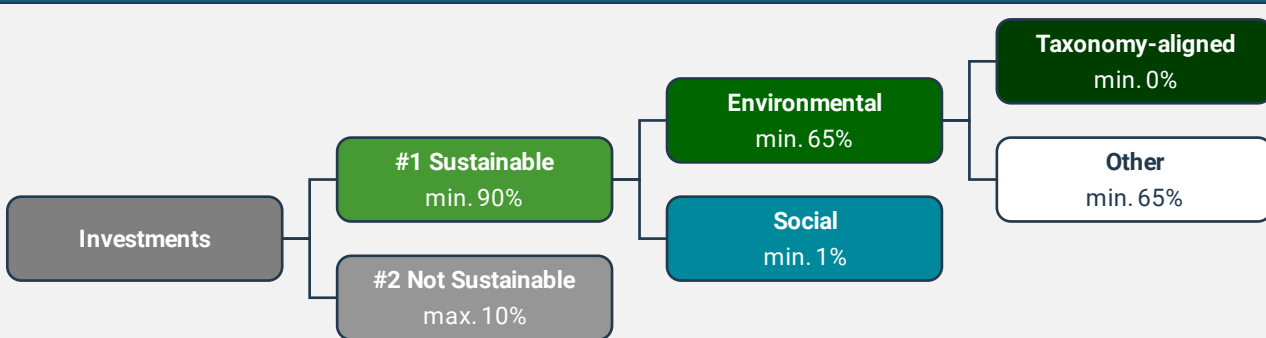 Investments
#1 Sustainable
min. 90%
#2 Not Sustainable
max. 10%
Environmental
min. 65%
Social
min. 1%
Taxonomy-aligned
min. 0%
Other
min. 65%